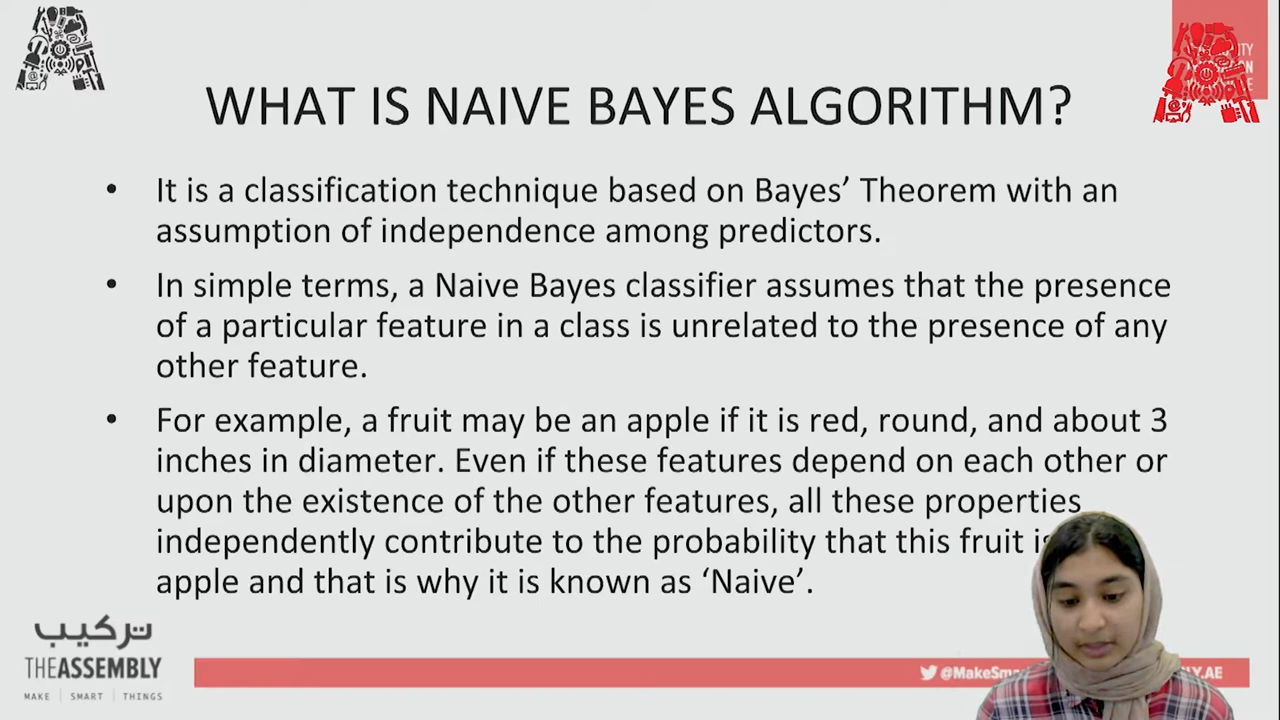 WHAT IS NAIVE BAYES ALGORITHM?
• It is a classification technique based on Bayes’ Theorem with an
assumption of independence among predictors.
• In simple terms, a Naive Bayes classifier assumes that the presence
of a particular feature in a class is unrelated to the presence of any
other feature.
• For example, a fruit may be an apple if it is red, round, and about 3
inches in diameter. Even if these features depend on each other or
upon the existence of the other features, all these properties
independently contribute to the probability that this fruit
apple and that is why it is known as ‘Naive’.
تركيب
THEASSEMBLY
MAKE | SMART | THINGS